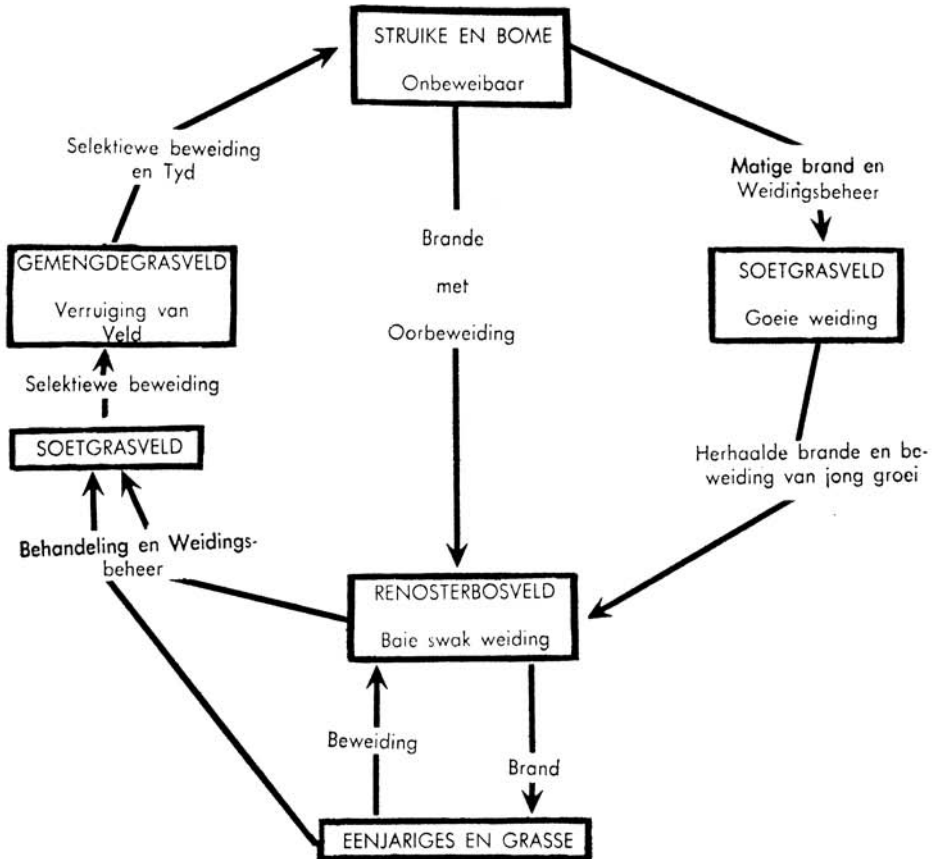 STRUIKE EN BOME
Onbeweibaar
Selektiewe beweiding
en Tyd
Matige brand en
Weidingsbeheer
Brande
met
Oorbeweiding
GEMENGDEGRASVELD
Verruiging van
Veld
SOETGRASVELD
Goeie weiding
Selektiewe beweiding
SOETGRASVELD
Herhaalde brande en be-
weiding van jong groei
Behandeling en Weidings-
beheer
RENOSTERBOSVELD
Baie swak weiding
Beweiding
Brand
EENJARIGES EN GRASSE